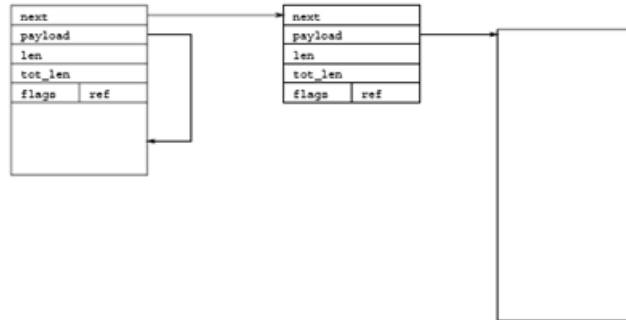 next
payload
len
tot_len
flags ref
next
payload
len
tot_len
flags ref